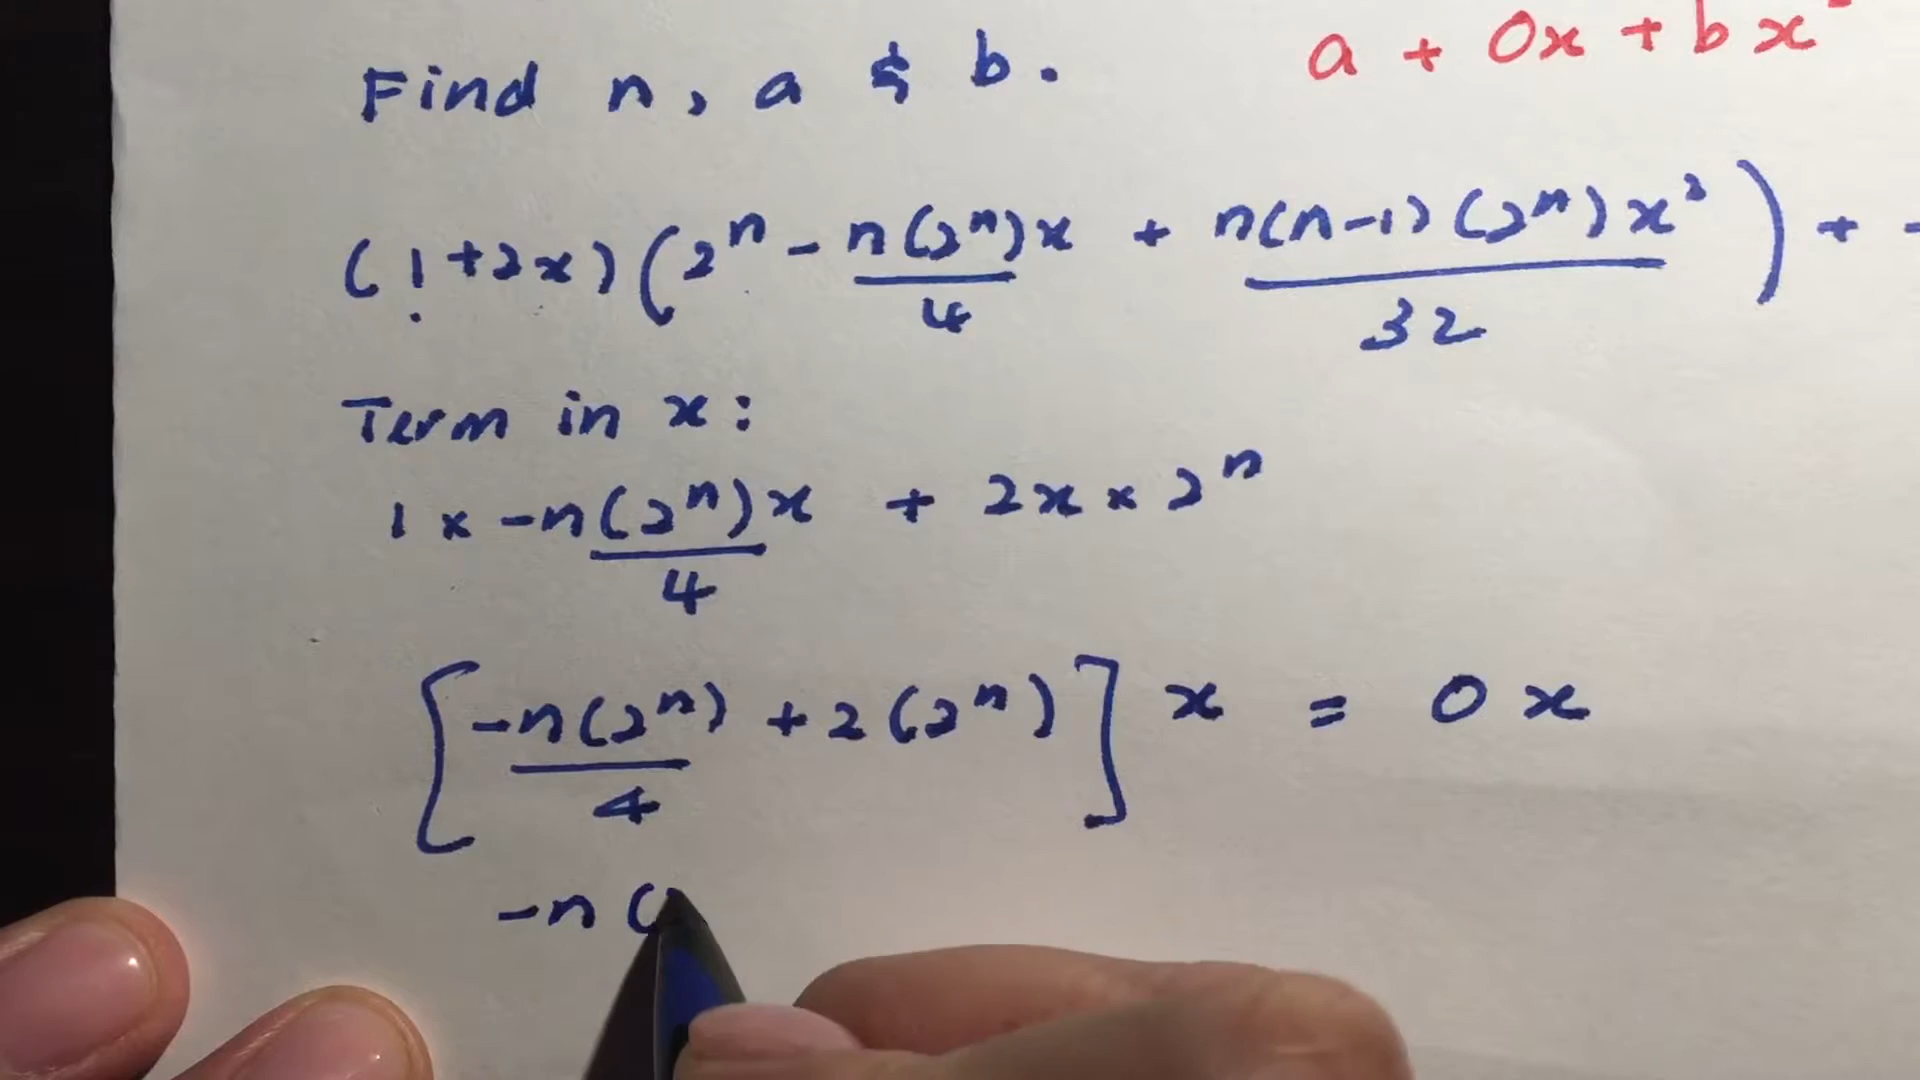 Find n, a & b. a + 0x + bx²
(1+2x)(2ⁿ - n(2ⁿ)x/4 + n(n-1)(2ⁿ)x²/32) +
Term in x:
1 x -n(2ⁿ)x/4 + 2x x 2ⁿ
[-n(2ⁿ)/4 + 2(2ⁿ)] x = 0x
-n(